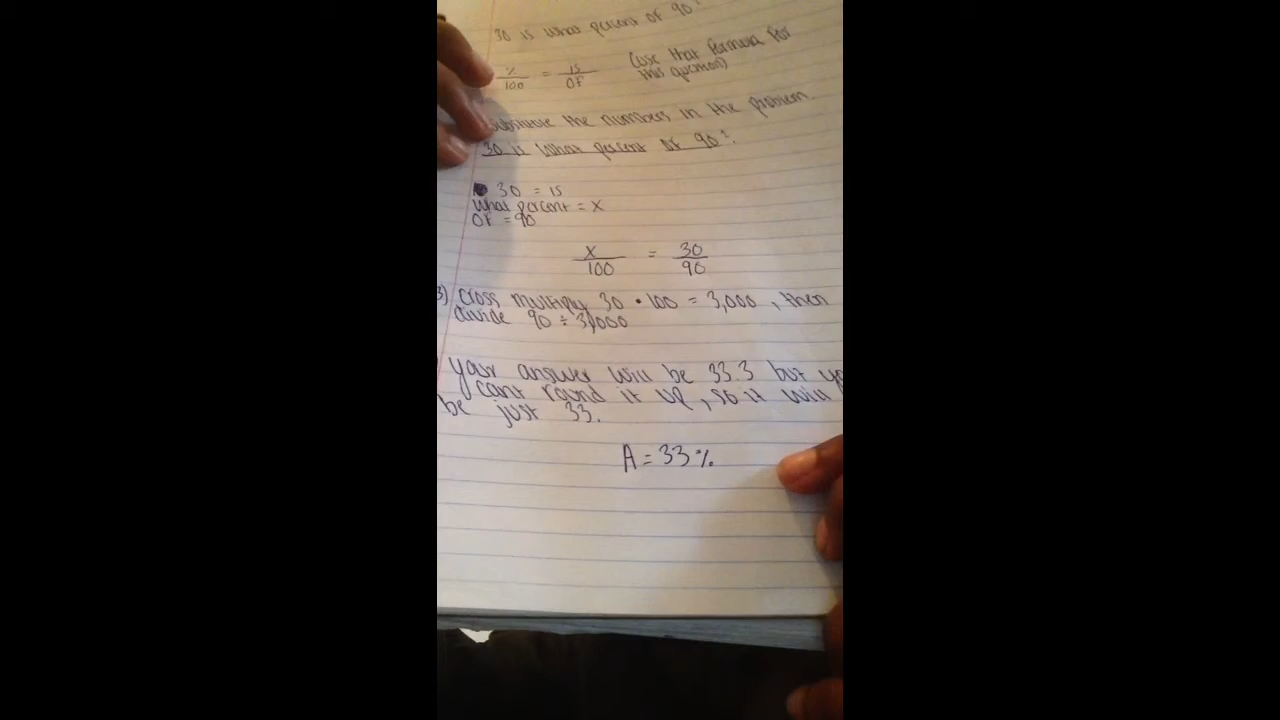 30 is what percent of 90?
% = is (use that formula for
100 of this question)
the numbers in the problem.
30 is what percent of 90?
30 = is
What percent = x
Of = 90
x = 30
100 90
3) cross multiply 30 • 100 = 3,000, then
divide 90 ÷ 3,000
your answer will be 33.3 but
cant round it up, so it will
be just 33.
A = 33%